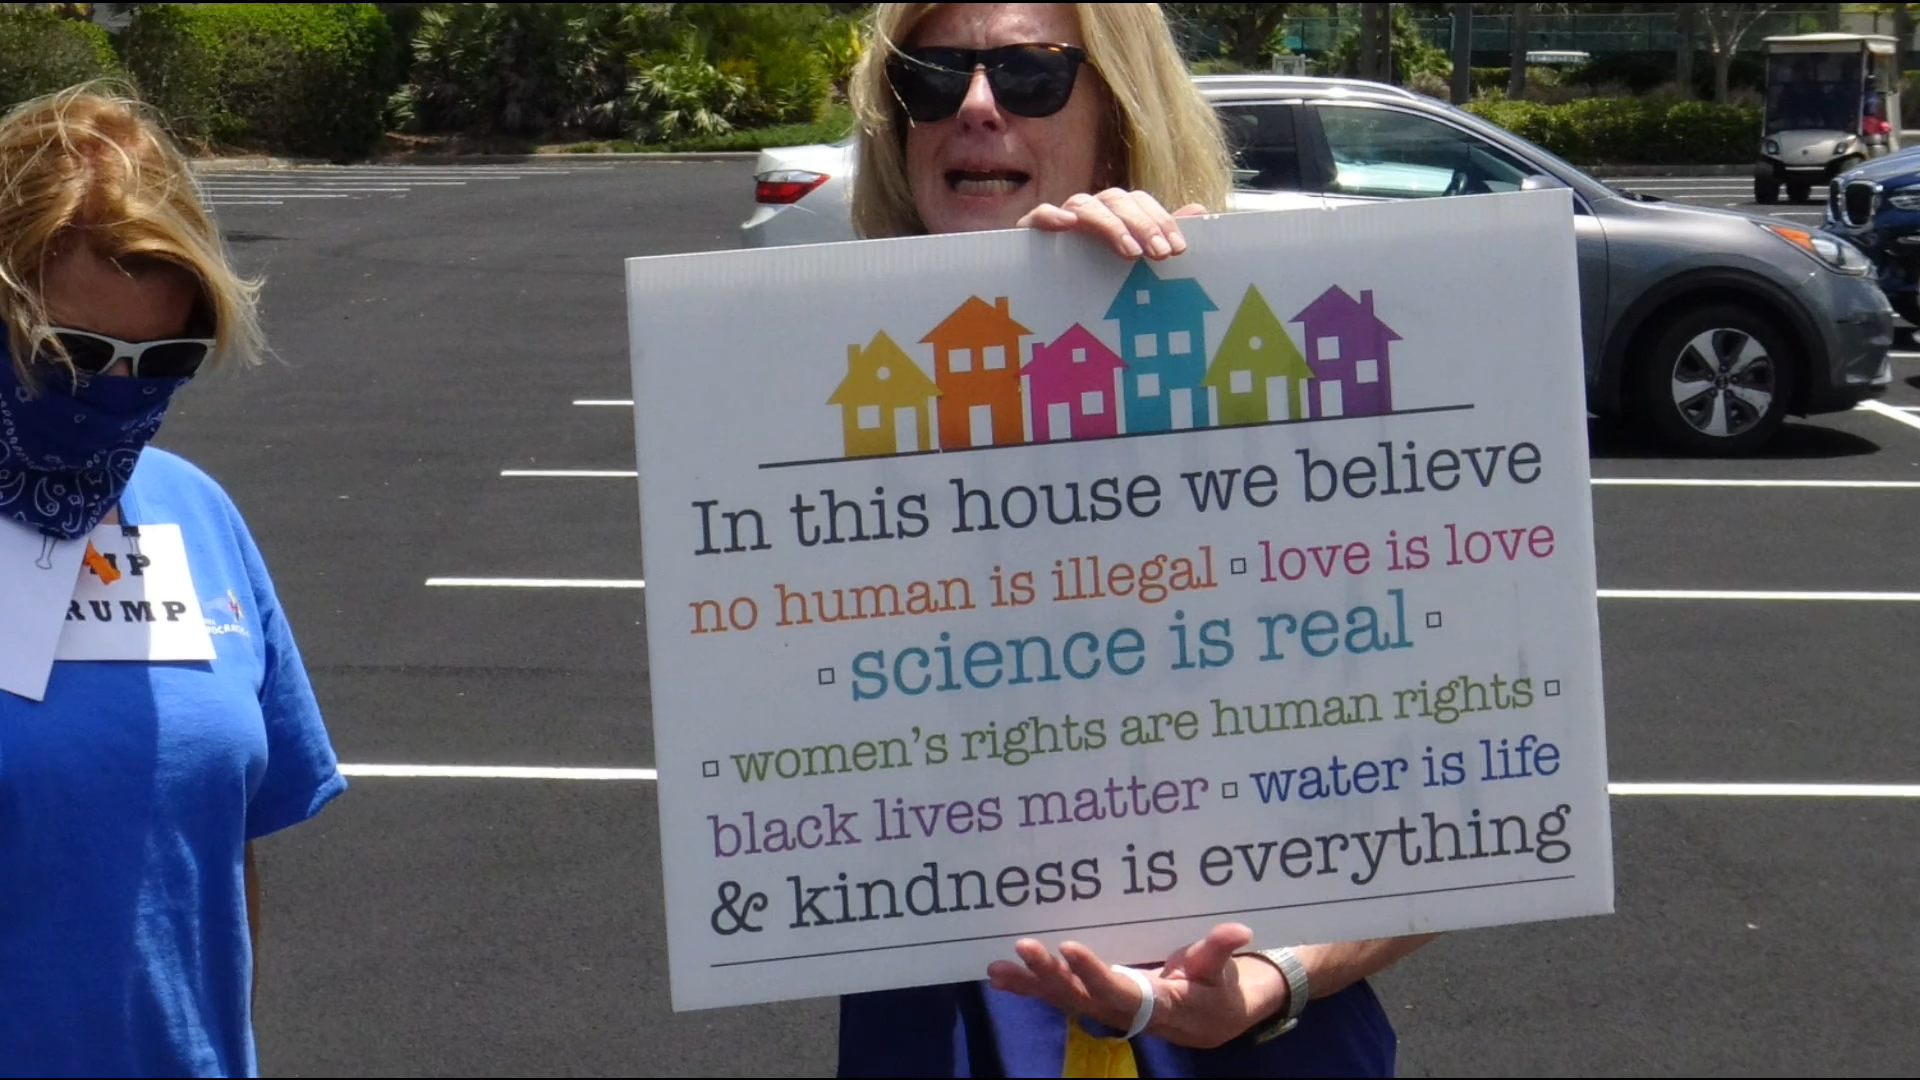 In this house we believe
no human is illegal ▫ love is love
▫ science is real ▫
▫ women's rights are human rights ▫
black lives matter ▫ water is life
& kindness is everything
RUMP